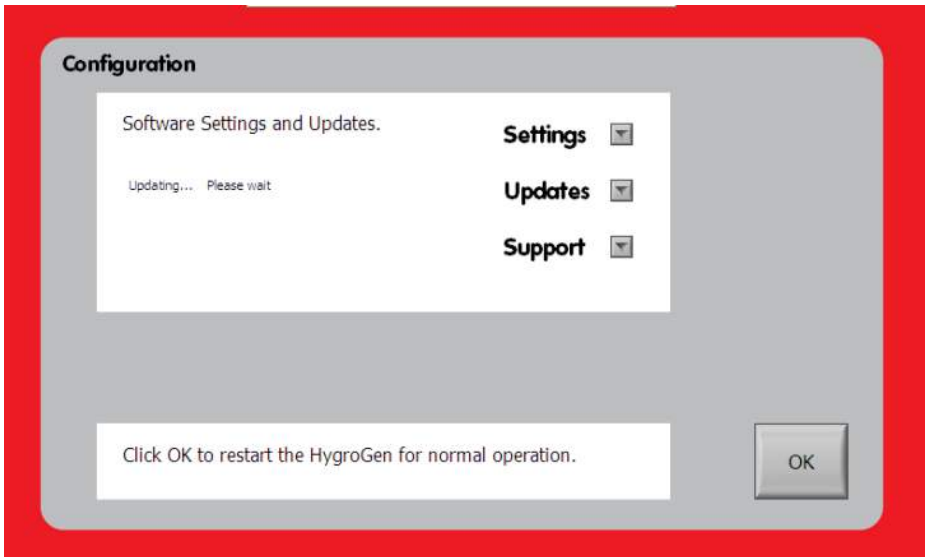 Configuration
Software Settings and Updates.
Settings
Updating... Please wait
Updates
Support
Click OK to restart the HygroGen for normal operation.
OK